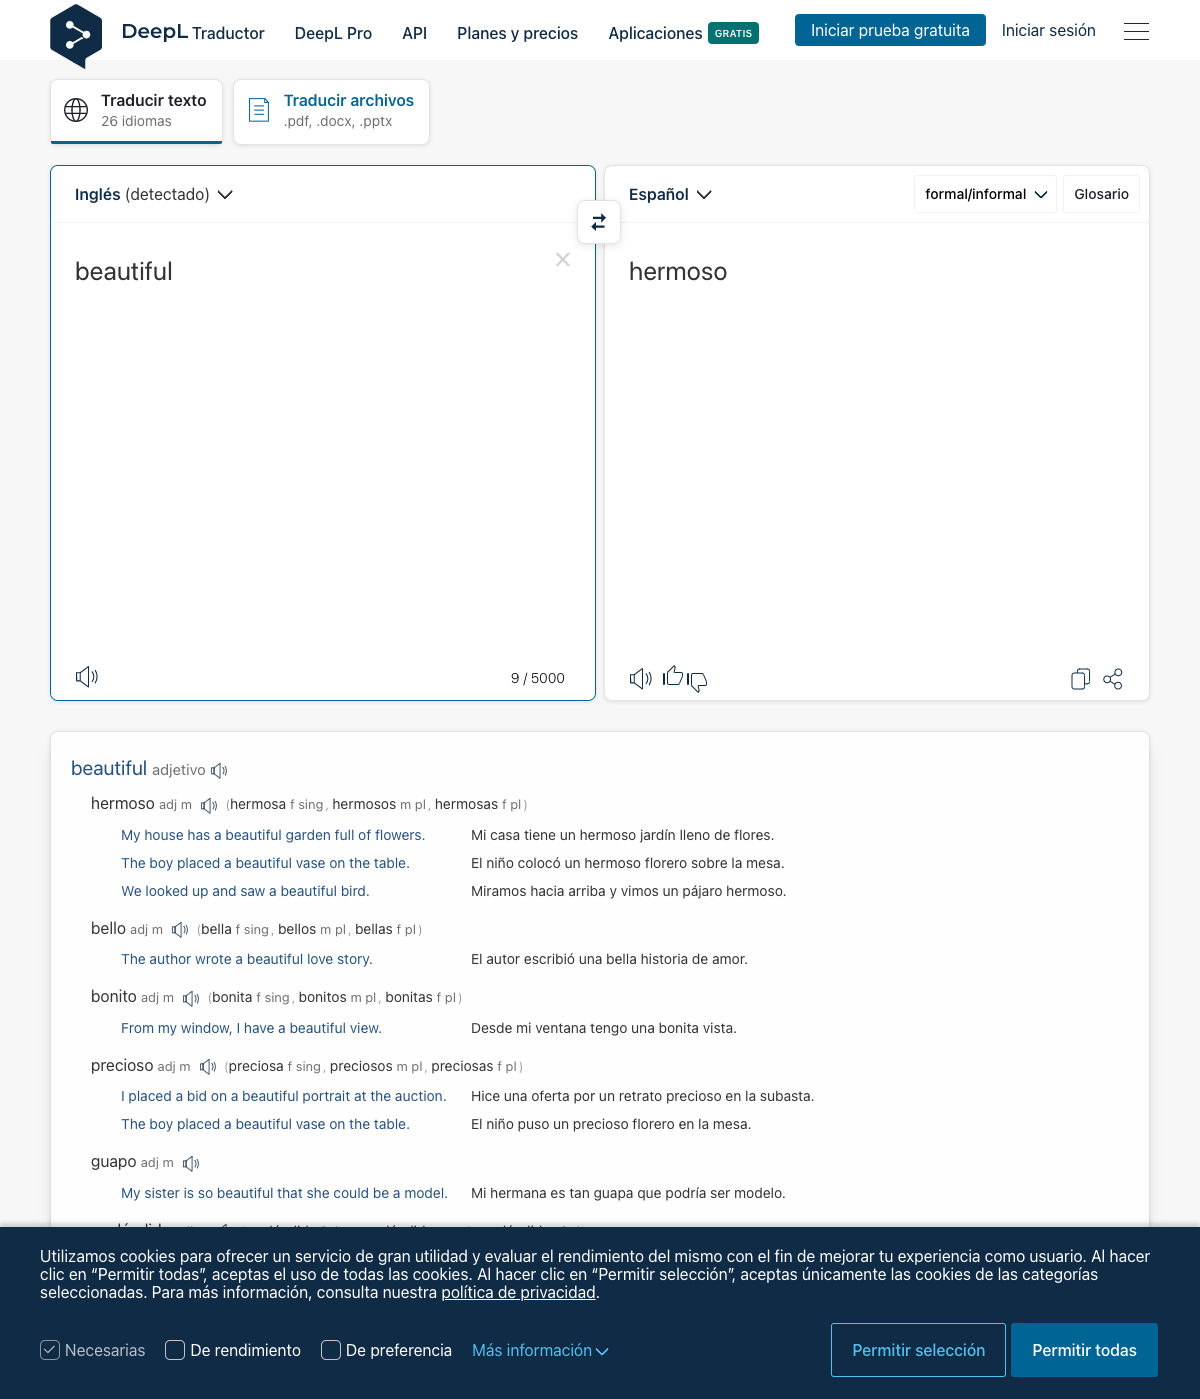 DeepL Traductor DeepL Pro API Planes y precios Aplicaciones GRATIS Iniciar prueba gratuita Iniciar sesión
Traducir texto
26 idiomas
Traducir archivos
.pdf, .docx, .pptx
Inglés (detectado)
Español
formal/informal
Glosario
beautiful
hermoso
9 / 5000
beautiful adjetivo
hermoso adj m (hermosa f sing, hermosos m pl, hermosas f pl)
My house has a beautiful garden full of flowers. Mi casa tiene un hermoso jardín lleno de flores.
The boy placed a beautiful vase on the table. El niño colocó un hermoso florero sobre la mesa.
We looked up and saw a beautiful bird. Miramos hacia arriba y vimos un pájaro hermoso.
bello adj m (bella f sing, bellos m pl, bellas f pl)
The author wrote a beautiful love story. El autor escribió una bella historia de amor.
bonito adj m (bonita f sing, bonitos m pl, bonitas f pl)
From my window, I have a beautiful view. Desde mi ventana tengo una bonita vista.
precioso adj m (preciosa f sing, preciosos m pl, preciosas f pl)
I placed a bid on a beautiful portrait at the auction. Hice una oferta por un retrato precioso en la subasta.
The boy placed a beautiful vase on the table. El niño puso un precioso florero en la mesa.
guapo adj m
My sister is so beautiful that she could be a model. Mi hermana es tan guapa que podría ser modelo.
Utilizamos cookies para ofrecer un servicio de gran utilidad y evaluar el rendimiento del mismo con el fin de mejorar tu experiencia como usuario. Al hacer
clic en “Permitir todas”, aceptas el uso de todas las cookies. Al hacer clic en “Permitir selección”, aceptas únicamente las cookies de las categorías
seleccionadas. Para más información, consulta nuestra política de privacidad.
Necesarias De rendimiento De preferencia Más información Permitir selección Permitir todas